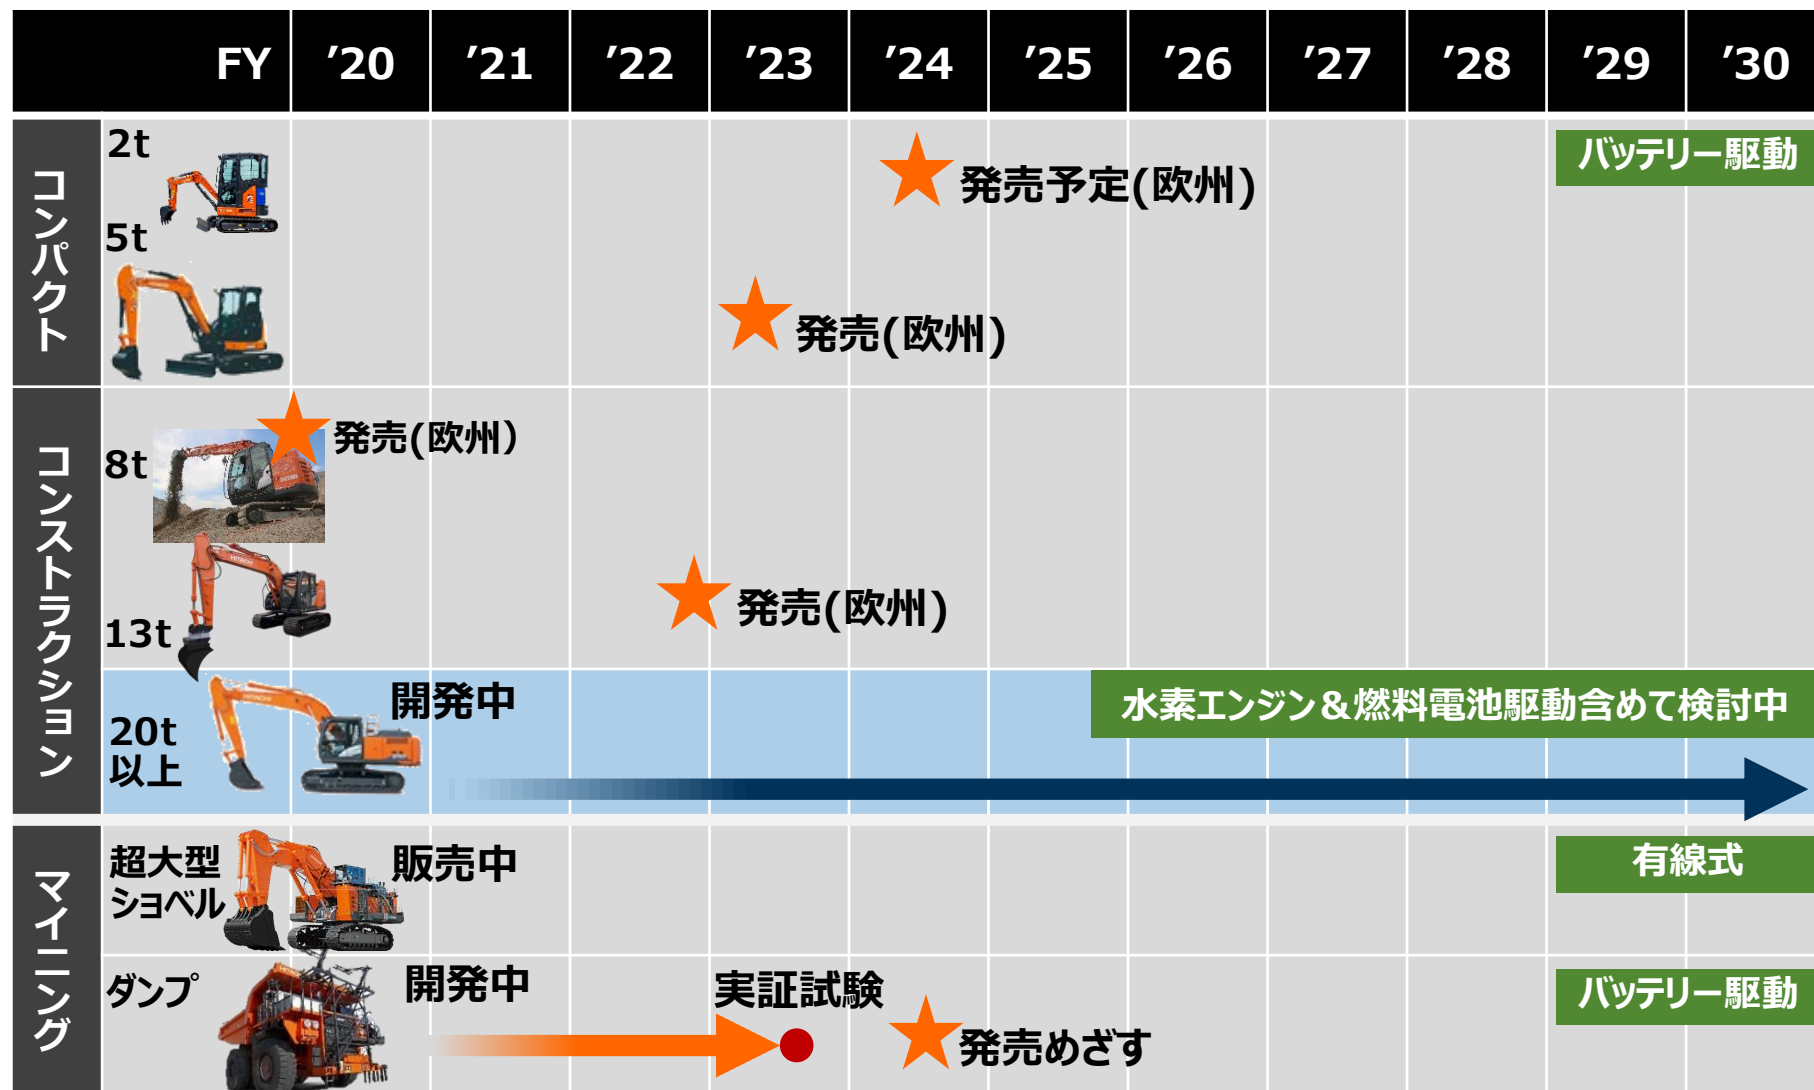 FY '20 '21 '22 '23 '24 '25 '26 '27 '28 '29 '30
コンパクト
2t
発売予定(欧州)
バッテリー駆動
5t
発売(欧州)
コンストラクション
8t
発売(欧州）
13t
発売(欧州)
HITACHI
20t
以上
開発中
水素エンジン＆燃料電池駆動含めて検討中
HITACHI
マイニング
超大型
ショベル
販売中
有線式
ダンプ
開発中
実証試験
発売めざす
バッテリー駆動